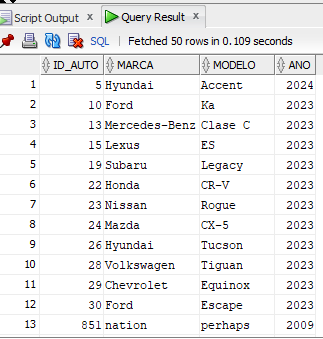 Script Output x Query Result x
SQL | Fetched 50 rows in 0.109 seconds
ID_AUTO MARCA MODELO ANO
1 5 Hyundai Accent 2024
2 10 Ford Ka 2023
3 13 Mercedes-Benz Clase C 2023
4 15 Lexus ES 2023
5 19 Subaru Legacy 2023
6 22 Honda CR-V 2023
7 23 Nissan Rogue 2023
8 24 Mazda CX-5 2023
9 26 Hyundai Tucson 2023
10 28 Volkswagen Tiguan 2023
11 29 Chevrolet Equinox 2023
12 30 Ford Escape 2023
13 851 nation perhaps 2009